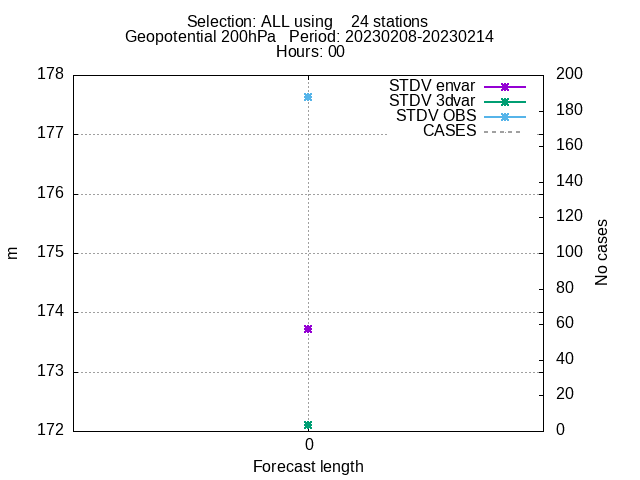 Selection: ALL using    24 stations
Geopotential 200hPa   Period: 20230208-20230214
Hours: 00
178 200
STDV envar
STDV 3dvar
180
STDV OBS
177 CASES 160
176 140
120
m 175 100 No cases
80
174
60
173 40
20
172 0
0
Forecast length